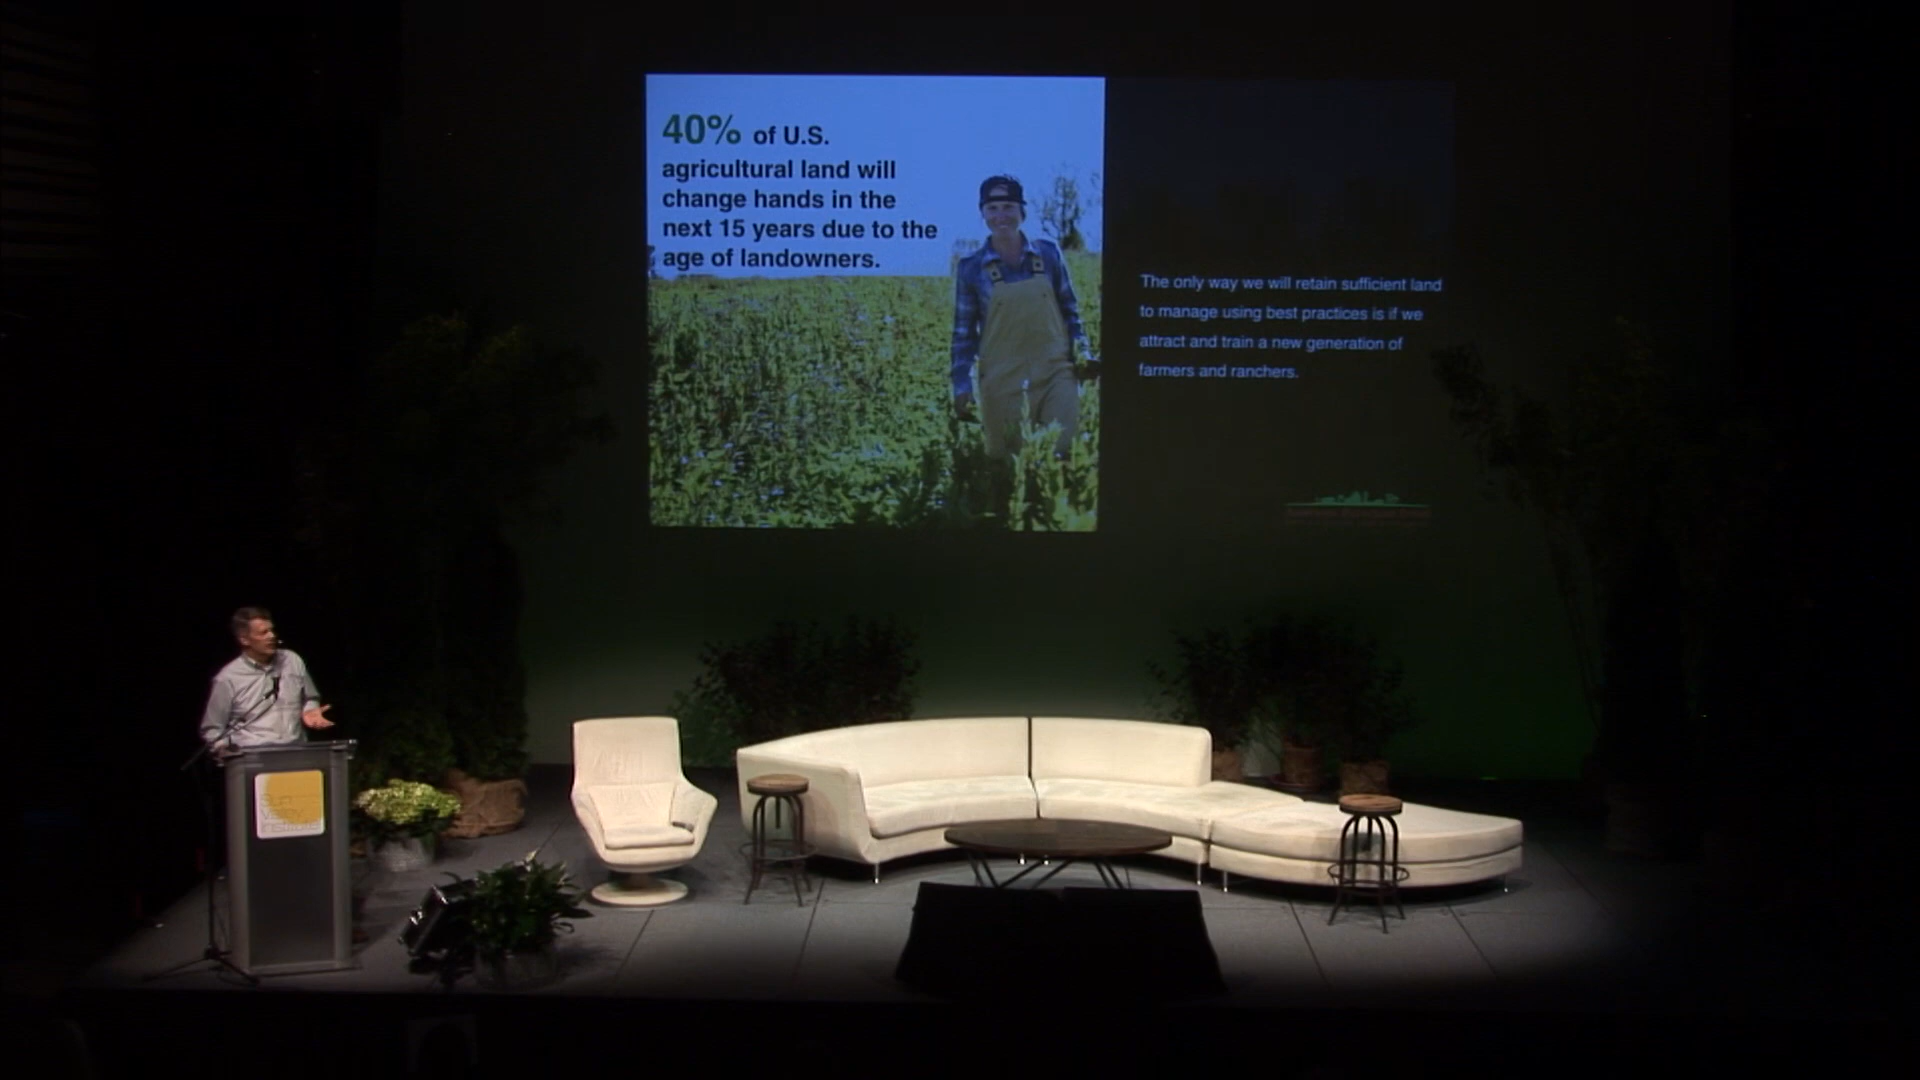 40% of U.S.
agricultural land will
change hands in the
next 15 years due to the
age of landowners.
The only way we will retain sufficient land
to manage using best practices is if we
attract and train a new generation of
farmers and ranchers.